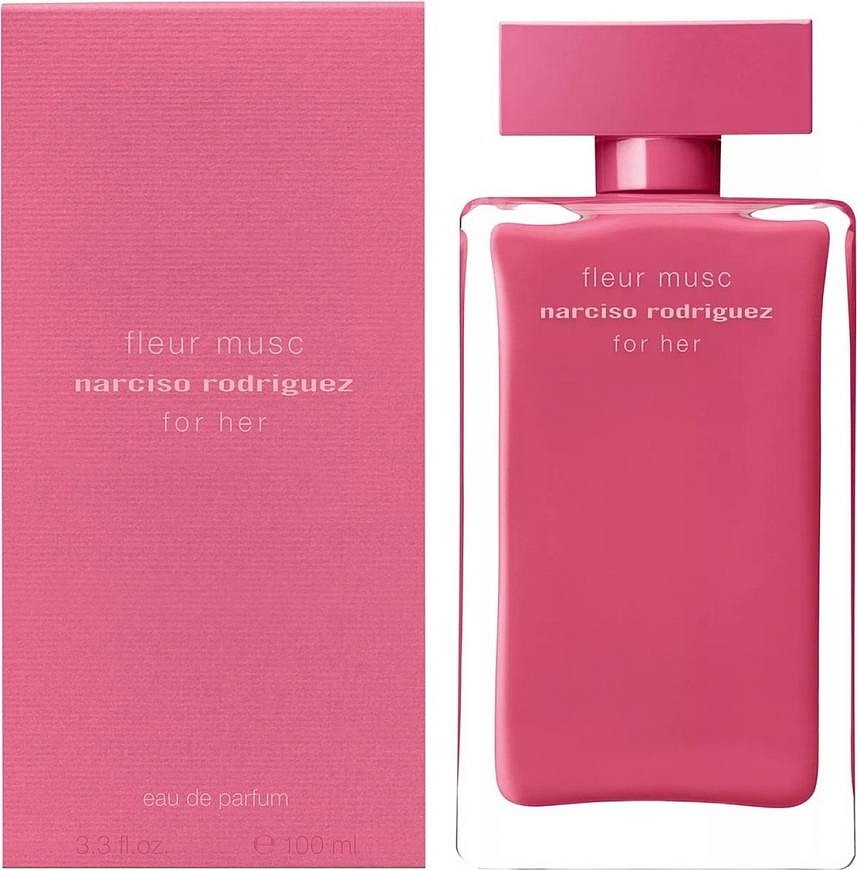 fleur musc
narciso rodriguez
for her
eau de parfum
3.3 fl.oz. e 100 ml
fleur musc
narciso rodriguez
for her